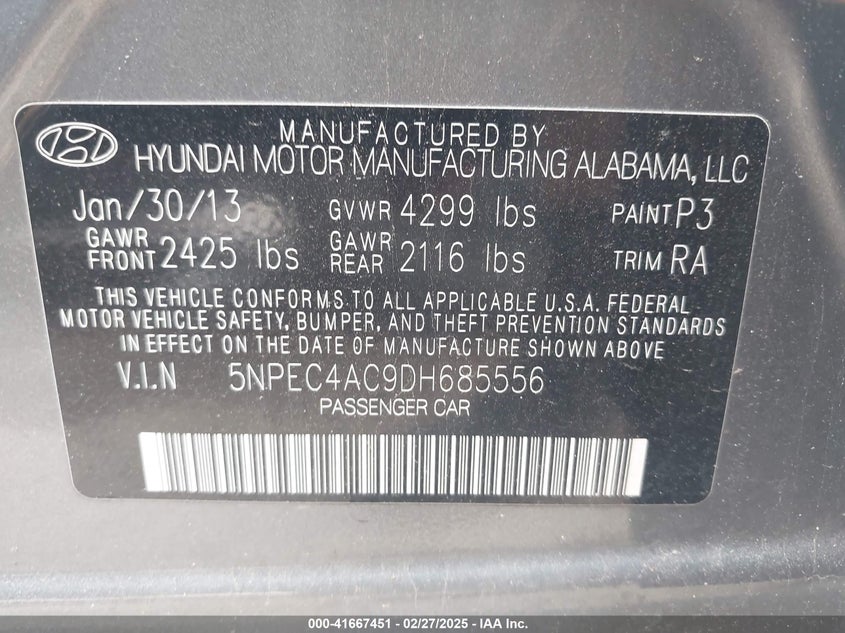 MANUFACTURED BY
HYUNDAI MOTOR MANUFACTURING ALABAMA, LLC
Jan/30/13 GVWR 4299 lbs PAINT P3
GAWR FRONT 2425 lbs GAWR REAR 2116 lbs TRIM RA
THIS VEHICLE CONFORMS TO ALL APPLICABLE U.S.A. FEDERAL
MOTOR VEHICLE SAFETY, BUMPER, AND THEFT PREVENTION STANDARDS
IN EFFECT ON THE DATE OF MANUFACTURE SHOWN ABOVE
V.I.N 5NPEC4AC9DH685556
PASSENGER CAR
000-41667451 - 02/27/2025 - IAA Inc.